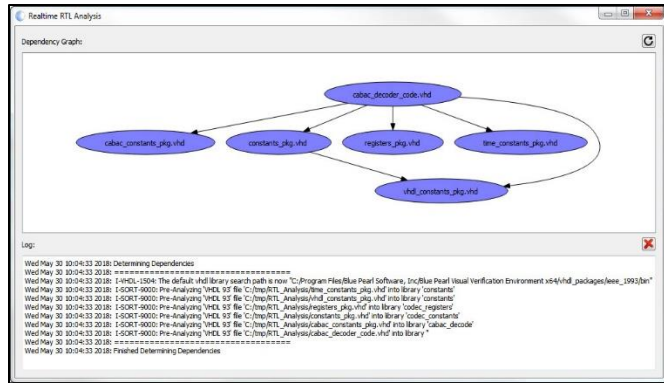 Realtime RTL Analysis
Dependency Graph:
cabac_decoder_code.vhd
cabac_constants_pkg.vhd
constants_pkg.vhd
registers_pkg.vhd
time_constants_pkg.vhd
vhdl_constants_pkg.vhd
Log:
Wed May 30 10:04:33 2018: Determining Dependencies
Wed May 30 10:04:33 2018: ==================================
Wed May 30 10:04:33 2018: I-VHDL-1504: The default vhdl library search path is now "C:/Program Files/Blue Pearl Software, Inc/Blue Pearl Visual Verification Environment x64/vhdl_packages/ieee_1993/bin"
Wed May 30 10:04:33 2018: I-SORT-9000: Pre-Analyzing 'VHDL 93' file 'C:/tmp/RTL_Analysis/time_constants_pkg.vhd' into library 'constants'
Wed May 30 10:04:33 2018: I-SORT-9000: Pre-Analyzing 'VHDL 93' file 'C:/tmp/RTL_Analysis/vhdl_constants_pkg.vhd' into library 'constants'
Wed May 30 10:04:33 2018: I-SORT-9000: Pre-Analyzing 'VHDL 93' file 'C:/tmp/RTL_Analysis/registers_pkg.vhd' into library 'codec_registers'
Wed May 30 10:04:33 2018: I-SORT-9000: Pre-Analyzing 'VHDL 93' file 'C:/tmp/RTL_Analysis/constants_pkg.vhd' into library 'codec_constants'
Wed May 30 10:04:33 2018: I-SORT-9000: Pre-Analyzing 'VHDL 93' file 'C:/tmp/RTL_Analysis/cabac_constants_pkg.vhd' into library 'cabac_decode'
Wed May 30 10:04:33 2018: I-SORT-9000: Pre-Analyzing 'VHDL 93' file 'C:/tmp/RTL_Analysis/cabac_decoder_code.vhd' into library ''
Wed May 30 10:04:33 2018: ==================================
Wed May 30 10:04:33 2018: Finished Determining Dependencies